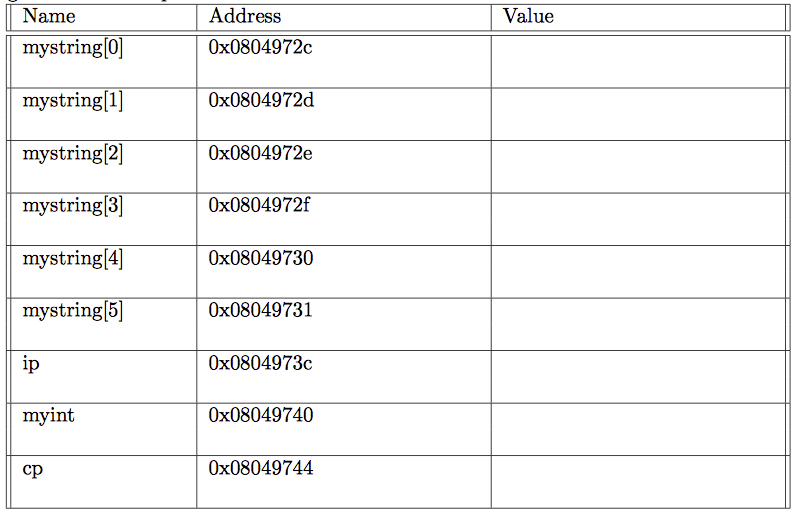 Name Address Value
mystring[0] 0x0804972c
mystring[1] 0x0804972d
mystring[2] 0x0804972e
mystring[3] 0x0804972f
mystring[4] 0x08049730
mystring[5] 0x08049731
ip 0x0804973c
myint 0x08049740
cp 0x08049744